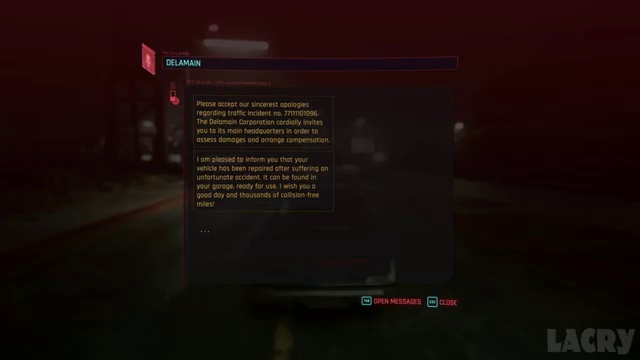 DELAMAIN
Please accept our sincerest apologies
regarding traffic incident no. 77111101096.
The Delamain Corporation cordially invites
you to its main headquarters in order to
assess damages and arrange compensation.
I am pleased to inform you that your
vehicle has been repaired after suffering an
unfortunate accident. It can be found in
your garage, ready for use. I wish you a
good day and thousands of collision-free
miles!
...
OPEN MESSAGES
CLOSE
LACRY